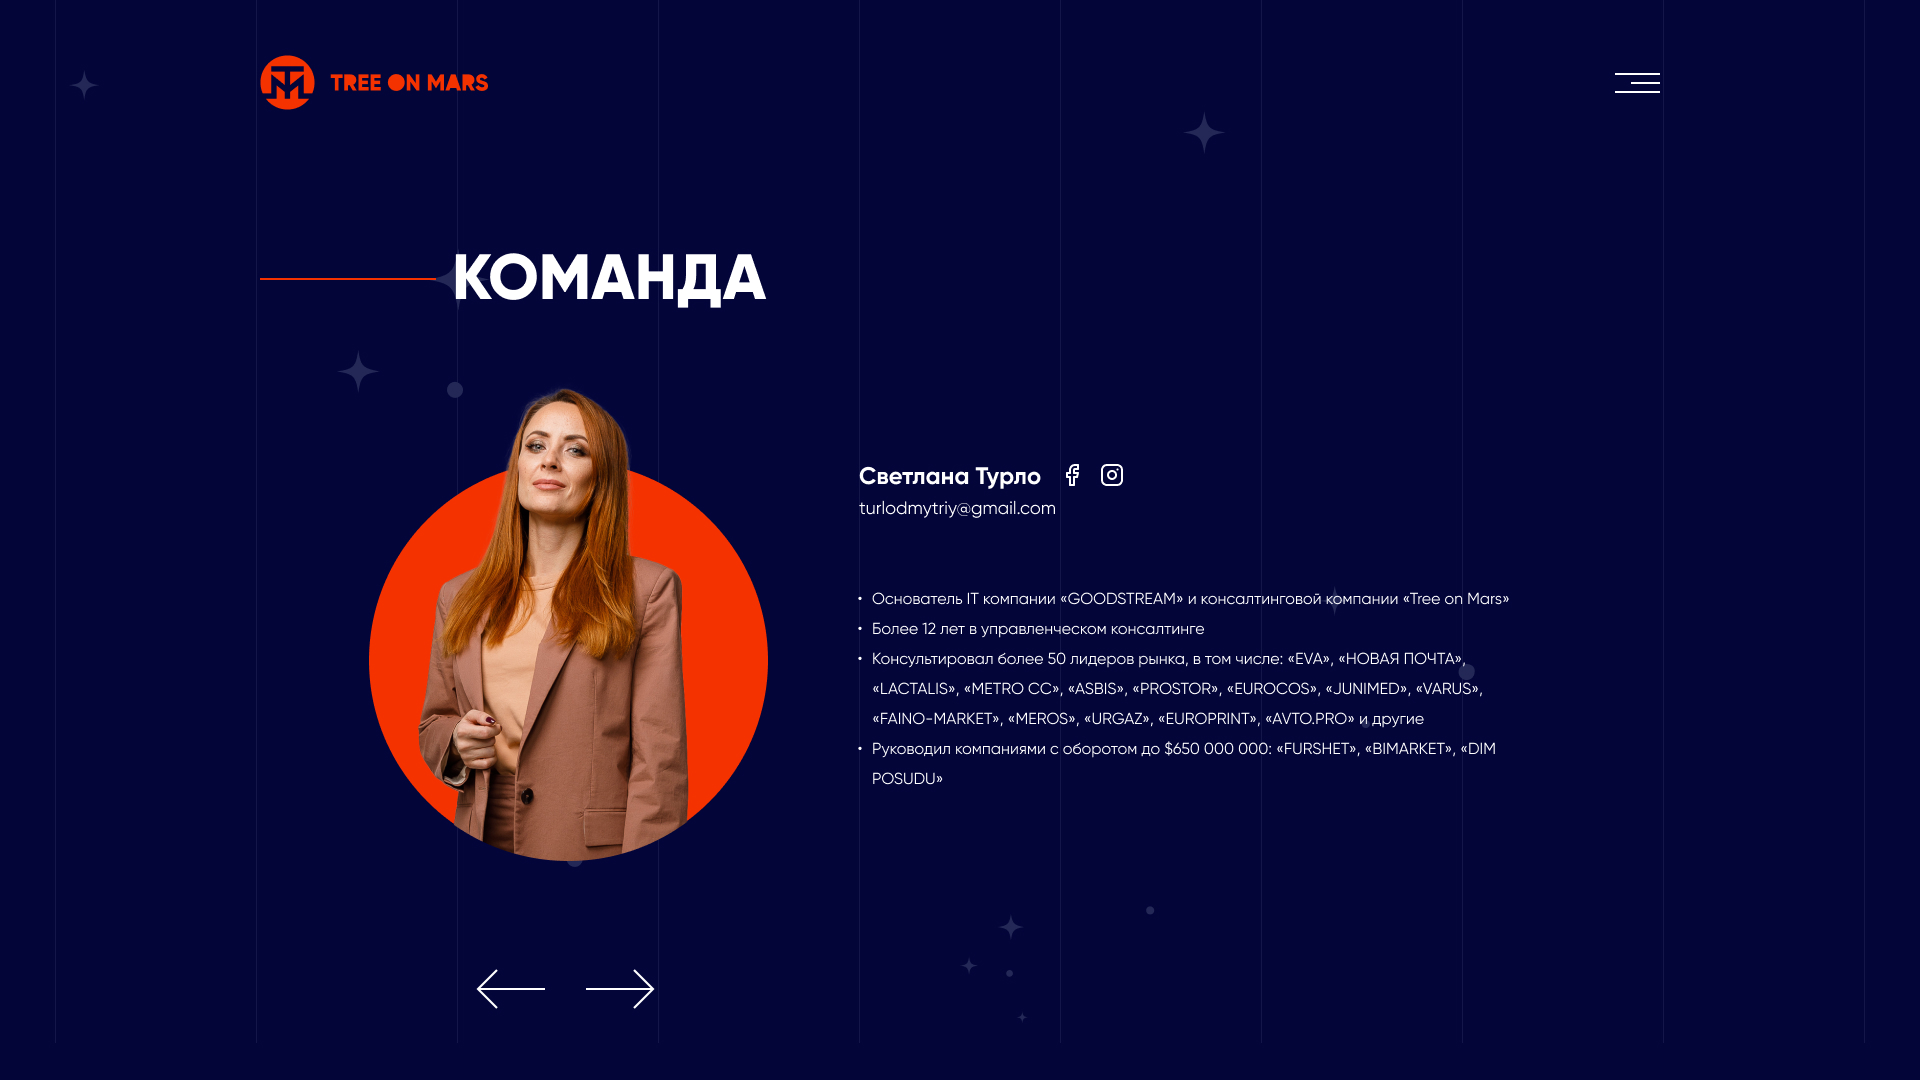 TREE ON MARS
КОМАНДА
Светлана Турло
turlodmytriy@gmail.com
• Основатель IT компании «GOODSTREAM» и консалтинговой компании «Tree on Mars»
• Более 12 лет в управленческом консалтинге
• Консультировал более 50 лидеров рынка, в том числе: «EVA», «НОВАЯ ПОЧТА»,
«LACTALIS», «METRO CC», «ASBIS», «PROSTOR», «EUROCOS», «JUNIMED», «VARUS»,
«FAINO-MARKET», «MEROS», «URGAZ», «EUROPRINT», «AVTO.PRO» и другие
• Руководил компаниями с оборотом до $650 000 000: «FURSHET», «BIMARKET», «DIM
POSUDU»